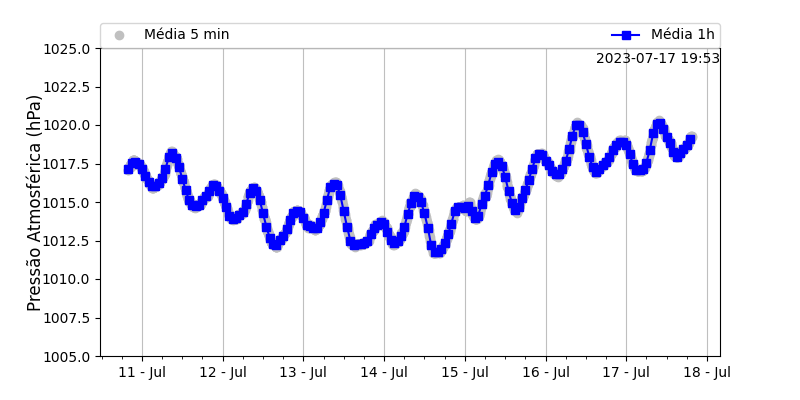 Média 5 min
Média 1h
2023-07-17 19:53
Pressão Atmosférica (hPa)
1025.0
1022.5
1020.0
1017.5
1015.0
1012.5
1010.0
1007.5
1005.0
11 - Jul
12 - Jul
13 - Jul
14 - Jul
15 - Jul
16 - Jul
17 - Jul
18 - Jul